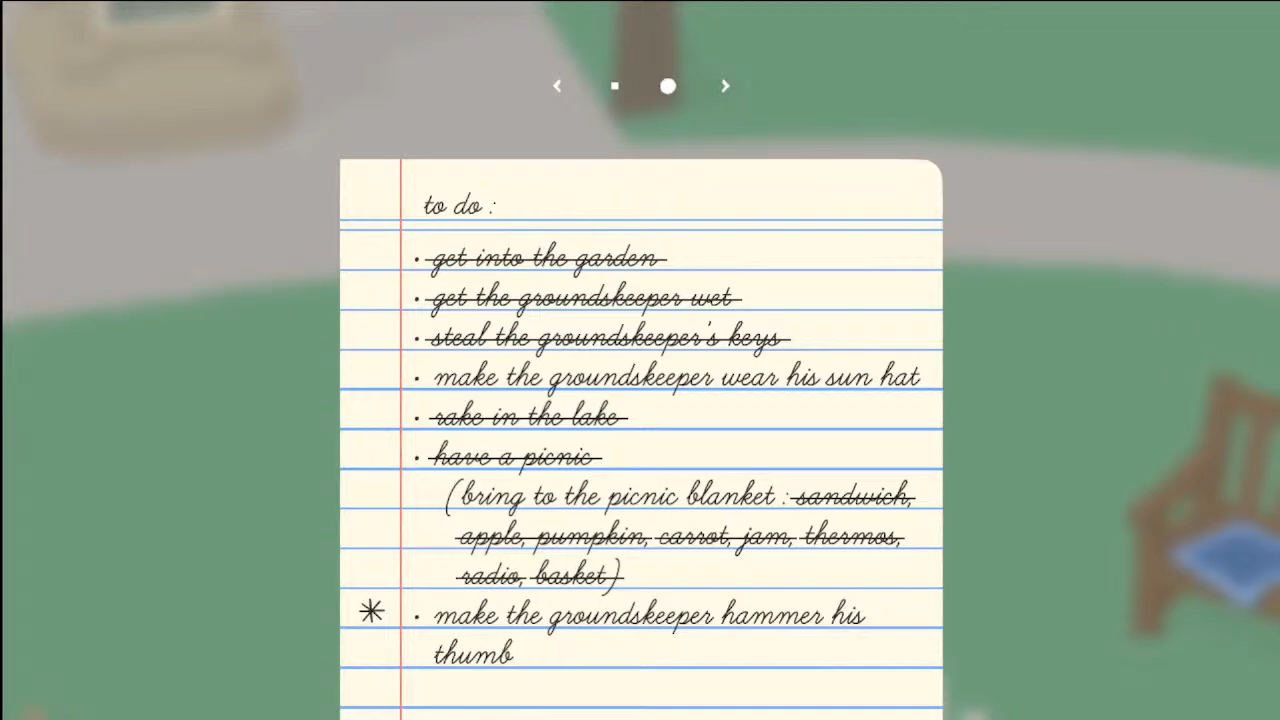 to do :
• get into the garden
• get the groundskeeper wet
• steal the groundskeeper's keys
• make the groundskeeper wear his sun hat
• rake in the lake
• have a picnic
(bring to the picnic blanket : sandwich,
apple, pumpkin, carrot, jam, thermos,
radio, basket)
• make the groundskeeper hammer his
thumb